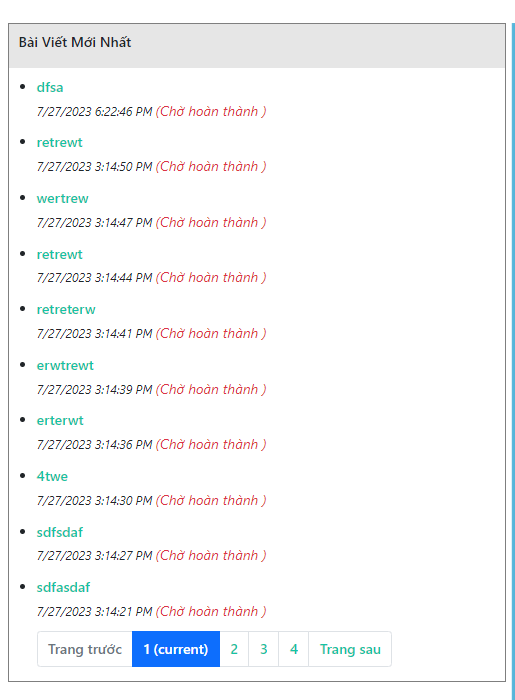 Bài Viết Mới Nhất
dfsa
7/27/2023 6:22:46 PM (Chờ hoàn thành )
retrewt
7/27/2023 3:14:50 PM (Chờ hoàn thành )
wertrew
7/27/2023 3:14:47 PM (Chờ hoàn thành )
retrewt
7/27/2023 3:14:44 PM (Chờ hoàn thành )
retreterw
7/27/2023 3:14:41 PM (Chờ hoàn thành )
erwtrewt
7/27/2023 3:14:39 PM (Chờ hoàn thành )
erterwt
7/27/2023 3:14:36 PM (Chờ hoàn thành )
4twe
7/27/2023 3:14:30 PM (Chờ hoàn thành )
sdfsdaf
7/27/2023 3:14:27 PM (Chờ hoàn thành )
sdfasdaf
7/27/2023 3:14:21 PM (Chờ hoàn thành )
Trang trước 1 (current) 2 3 4 Trang sau